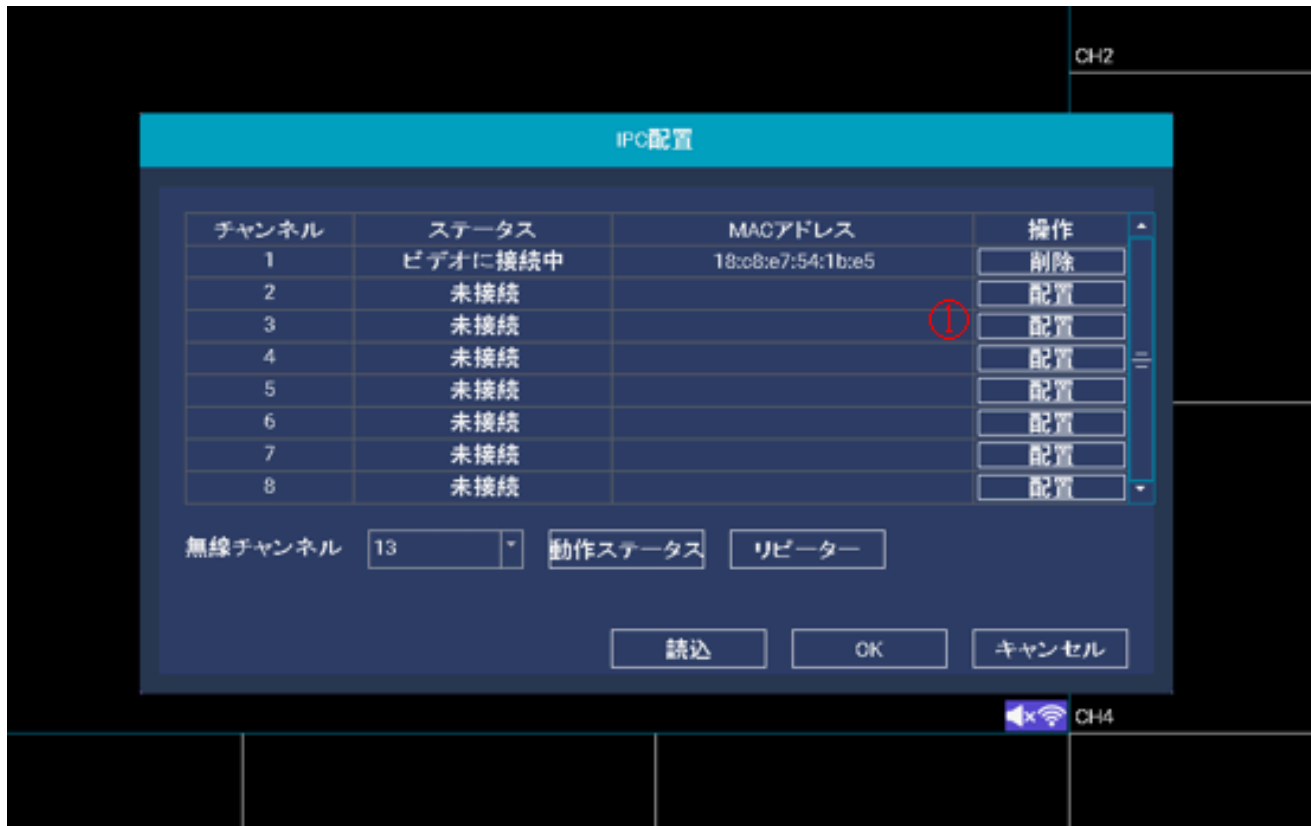 CH2
IPC配置
チャンネル ステータス MACアドレス 操作
1 ビデオに接続中 18:c8:e7:54:1b:e5 削除
2 未接続 配置
3 未接続 ① 配置
4 未接続 配置
5 未接続 配置
6 未接続 配置
7 未接続 配置
8 未接続 配置
無線チャンネル 13 動作ステータス リピーター
読込 OK キャンセル
CH4